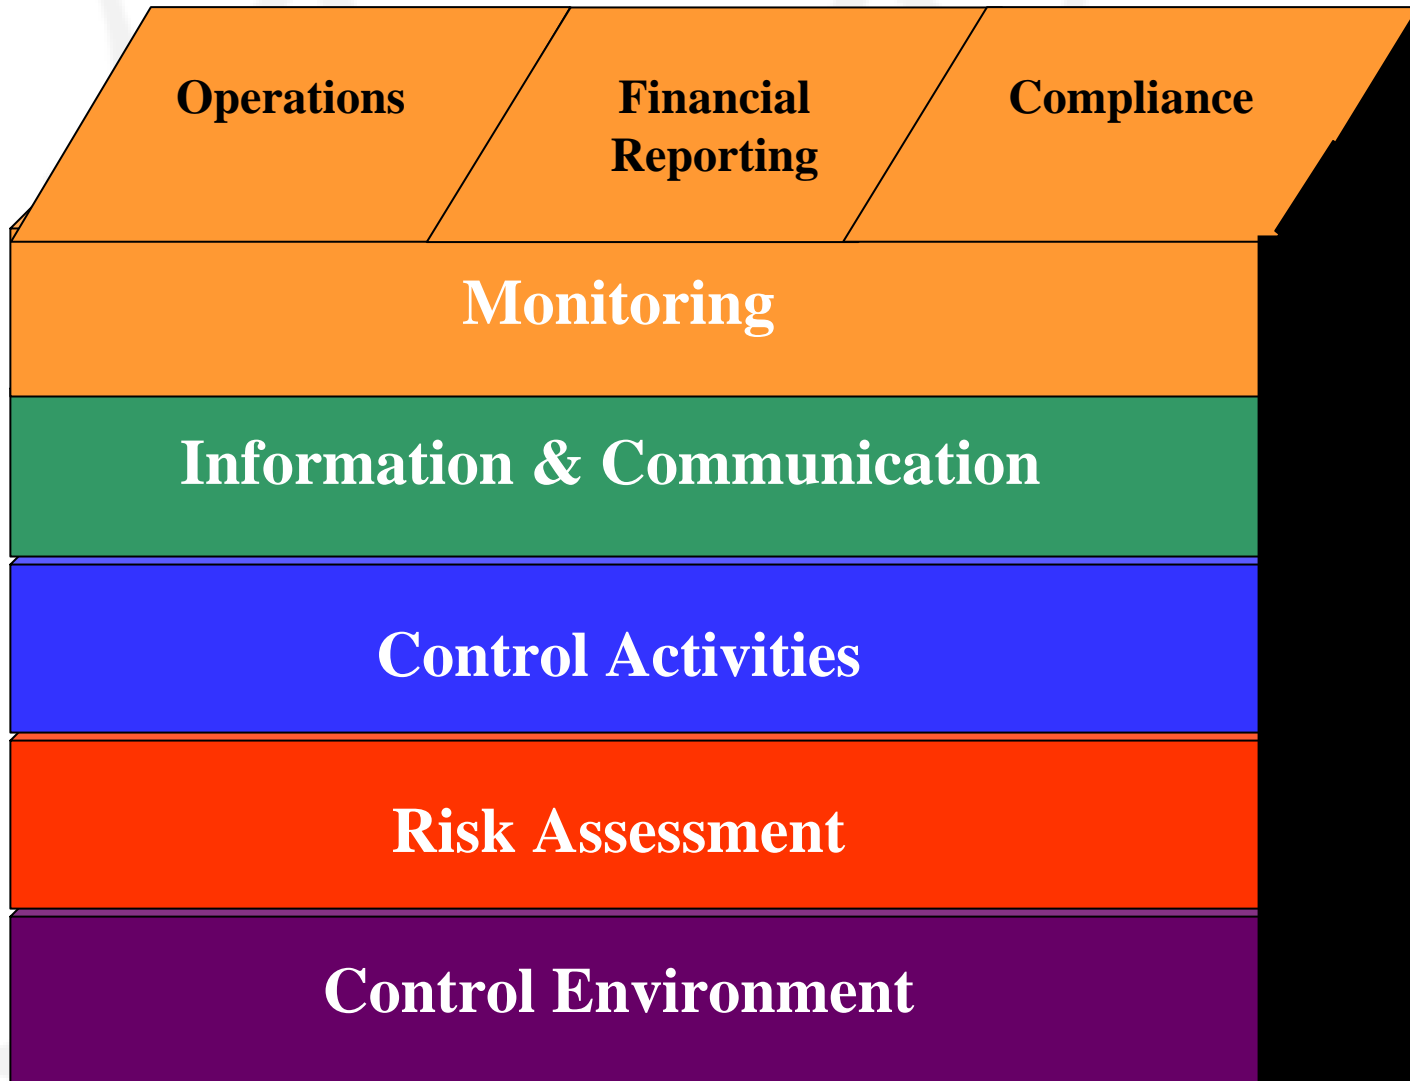 Operations
Financial
Reporting
Compliance
Monitoring
Information & Communication
Control Activities
Risk Assessment
Control Environment